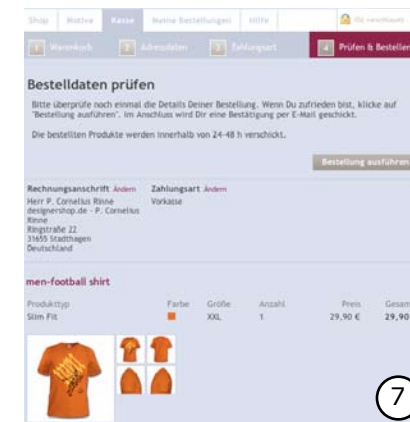 Shop Motive Kasse Meine Bestellungen Hilfe
1 Warenkorb 2 Adressdaten 3 Zahlungsart 4 Prüfen & Bestellen
Bestelldaten prüfen
Bitte überprüfe noch einmal die Details Deiner Bestellung. Wenn Du zufrieden bist, klicke auf
"Bestellung ausführen". Im Anschluss wird Dir eine Bestätigung per E-Mail geschickt.
Die bestellten Produkte werden innerhalb von 24-48 h verschickt.
Bestellung ausführen
Rechnungsanschrift Ändern Zahlungsart Ändern
Herr P. Cornelius Rinne Vorkasse
designershop.de - P. Cornelius
Rinne
Ringstraße 22
31655 Stadthagen
Deutschland
men-football shirt
Produkttyp Farbe Größe Anzahl Preis Gesam
Slim Fit XXL 1 29,90 € 29,90
7